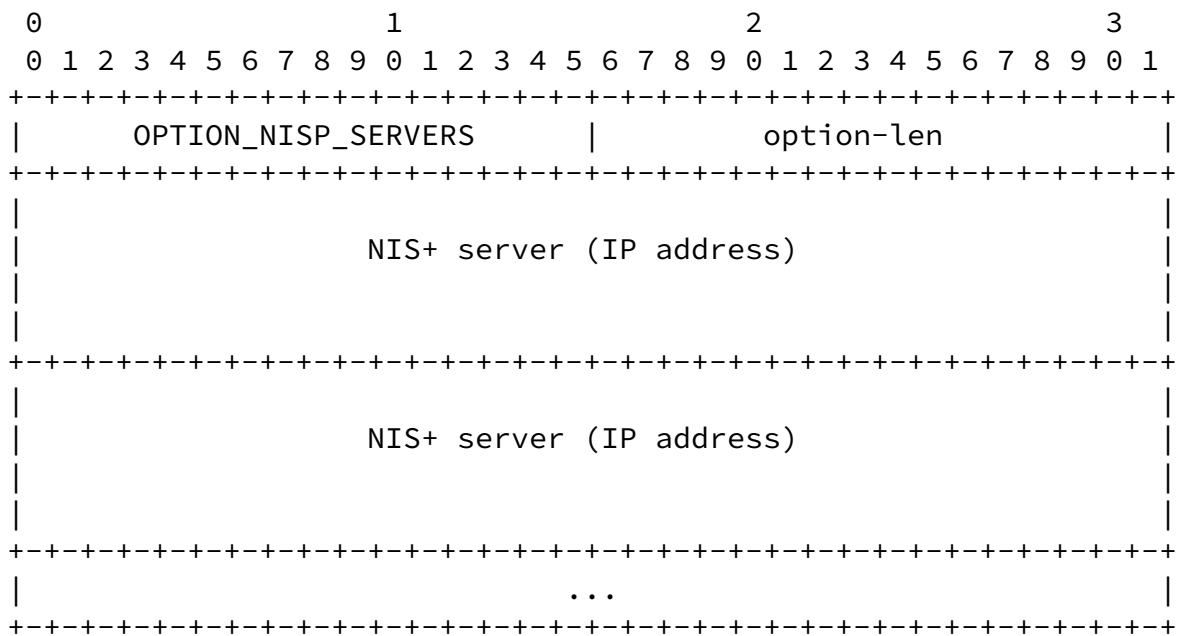 0                   1                   2                   3
 0 1 2 3 4 5 6 7 8 9 0 1 2 3 4 5 6 7 8 9 0 1 2 3 4 5 6 7 8 9 0 1
+-+-+-+-+-+-+-+-+-+-+-+-+-+-+-+-+-+-+-+-+-+-+-+-+-+-+-+-+-+-+-+-+
|      OPTION_NISP_SERVERS      |         option-len            |
+-+-+-+-+-+-+-+-+-+-+-+-+-+-+-+-+-+-+-+-+-+-+-+-+-+-+-+-+-+-+-+-+
|                                                               |
|                   NIS+ server (IP address)                    |
|                                                               |
|                                                               |
+-+-+-+-+-+-+-+-+-+-+-+-+-+-+-+-+-+-+-+-+-+-+-+-+-+-+-+-+-+-+-+-+
|                                                               |
|                   NIS+ server (IP address)                    |
|                                                               |
|                                                               |
+-+-+-+-+-+-+-+-+-+-+-+-+-+-+-+-+-+-+-+-+-+-+-+-+-+-+-+-+-+-+-+-+
|                              ...                              |
+-+-+-+-+-+-+-+-+-+-+-+-+-+-+-+-+-+-+-+-+-+-+-+-+-+-+-+-+-+-+-+-+